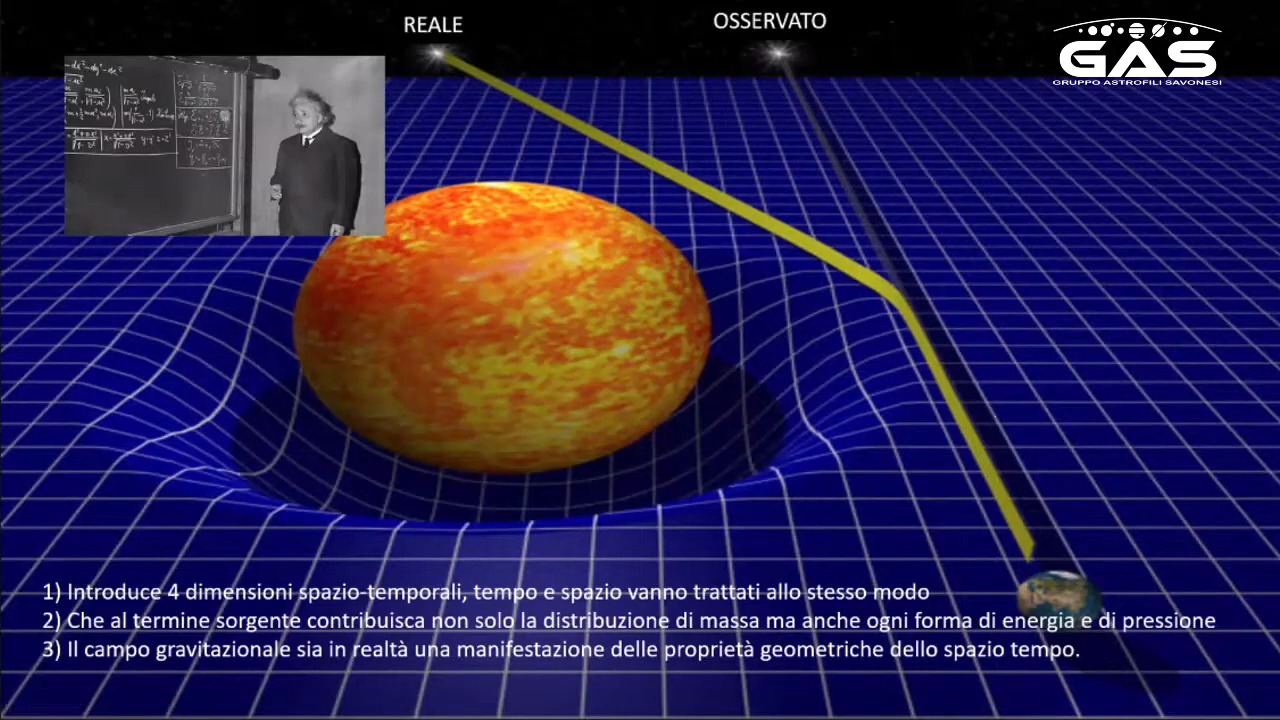 REALE
OSSERVATO
GAS
GRUPPO ASTROFILI SAVONESI
1) Introduce 4 dimensioni spazio-temporali, tempo e spazio vanno trattati allo stesso modo
2) Che al termine sorgente contribuisca non solo la distribuzione di massa ma anche ogni forma di energia e di pressione
3) Il campo gravitazionale sia in realtà una manifestazione delle proprietà geometriche dello spazio tempo.